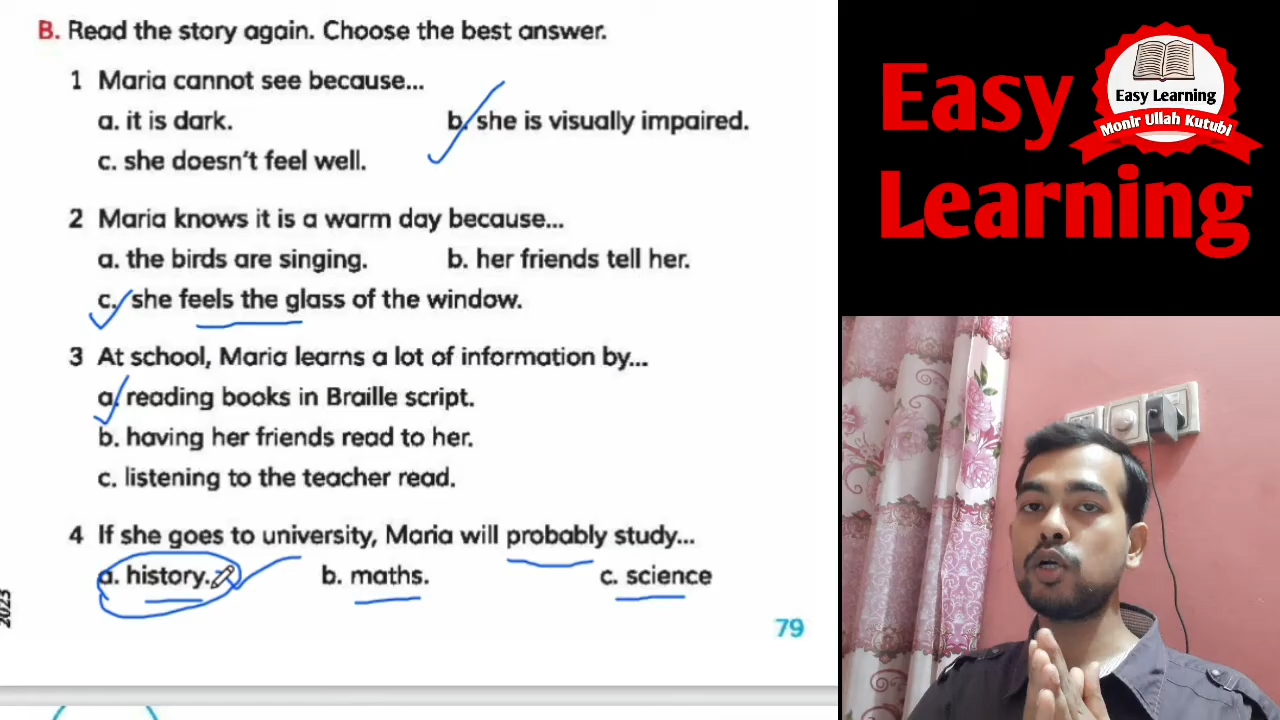 B. Read the story again. Choose the best answer.
1 Maria cannot see because...
a. it is dark. b. she is visually impaired.
c. she doesn't feel well.
2 Maria knows it is a warm day because...
a. the birds are singing. b. her friends tell her.
c. she feels the glass of the window.
3 At school, Maria learns a lot of information by...
a. reading books in Braille script.
b. having her friends read to her.
c. listening to the teacher read.
4 If she goes to university, Maria will probably study...
a. history. b. maths. c. science
2025
79
Easy
Learning
Easy Learning
Monir Ullah Kutubi